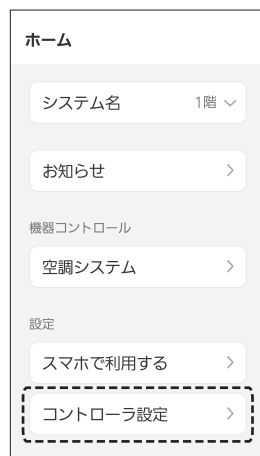 ホーム
システム名 1階
お知らせ
機器コントロール
空調システム
設定
スマホで利用する
コントローラ設定